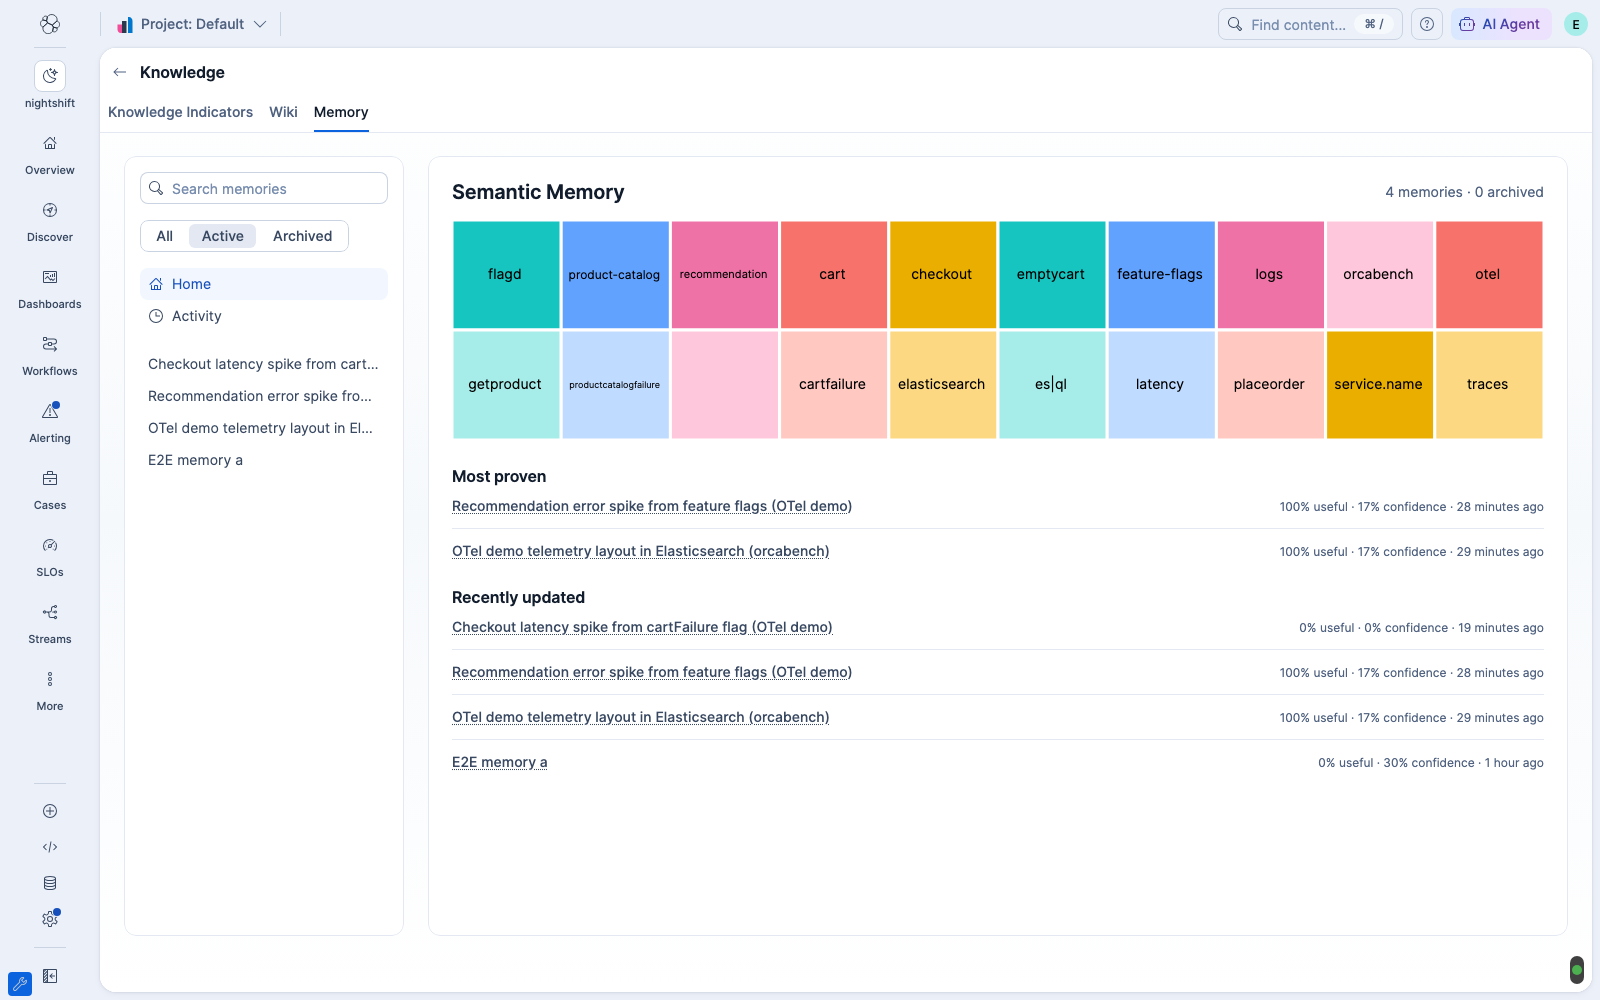 Project: Default
Find content...
⌘ /
AI Agent
E
nightshift
Overview
Discover
Dashboards
Workflows
Alerting
Cases
SLOs
Streams
More
Knowledge
Knowledge Indicators
Wiki
Memory
Search memories
All
Active
Archived
Home
Activity
Checkout latency spike from cart...
Recommendation error spike fro...
OTel demo telemetry layout in El...
E2E memory a
Semantic Memory
4 memories · 0 archived
flagd
product-catalog
recommendation
cart
checkout
emptycart
feature-flags
logs
orcabench
otel
getproduct
productcatalogfailure
cartfailure
elasticsearch
es|ql
latency
placeorder
service.name
traces
Most proven
Recommendation error spike from feature flags (OTel demo)
100% useful · 17% confidence · 28 minutes ago
OTel demo telemetry layout in Elasticsearch (orcabench)
100% useful · 17% confidence · 29 minutes ago
Recently updated
Checkout latency spike from cartFailure flag (OTel demo)
0% useful · 0% confidence · 19 minutes ago
Recommendation error spike from feature flags (OTel demo)
100% useful · 17% confidence · 28 minutes ago
OTel demo telemetry layout in Elasticsearch (orcabench)
100% useful · 17% confidence · 29 minutes ago
E2E memory a
0% useful · 30% confidence · 1 hour ago